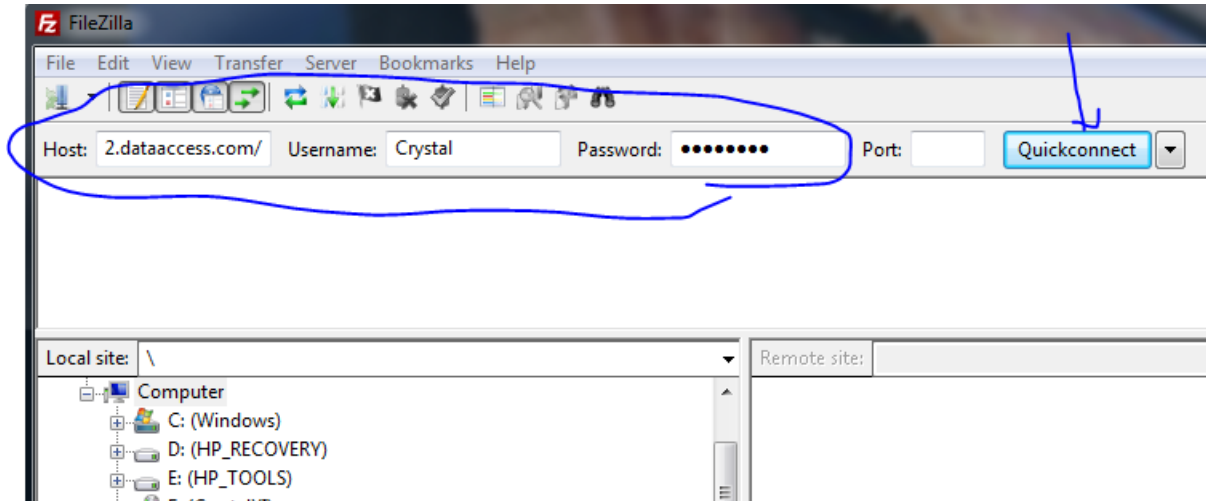 FileZilla
File Edit View Transfer Server Bookmarks Help
Host: 2.dataaccess.com/ Username: Crystal Password: ●●●●●●●● Port: Quickconnect
Local site: \ Remote site:
Computer
C: (Windows)
D: (HP_RECOVERY)
E: (HP_TOOLS)